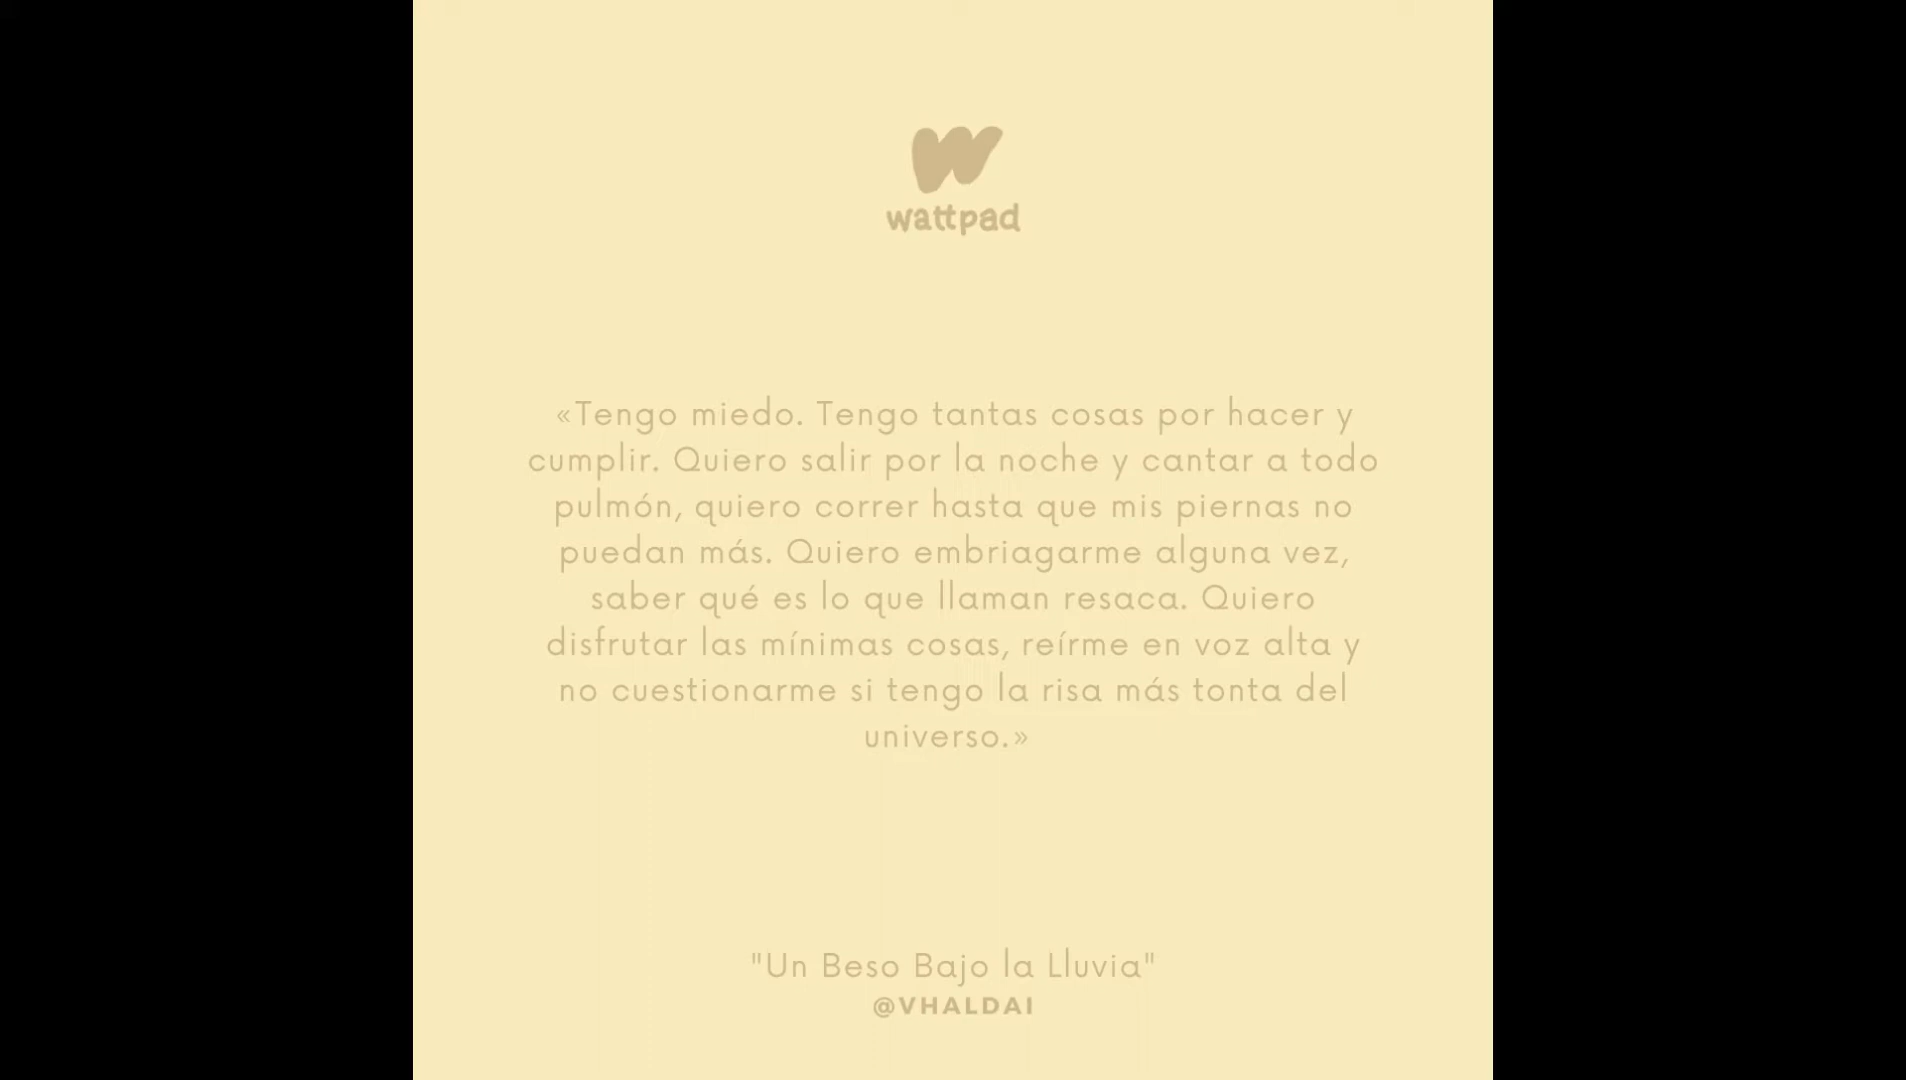 wattpad
«Tengo miedo. Tengo tantas cosas por hacer y
cumplir. Quiero salir por la noche y cantar a todo
pulmón, quiero correr hasta que mis piernas no
puedan más. Quiero embriagarme alguna vez,
saber qué es lo que llaman resaca. Quiero
disfrutar las mínimas cosas, reírme en voz alta y
no cuestionarme si tengo la risa más tonta del
universo.»
"Un Beso Bajo la Lluvia"
@VHALDAI